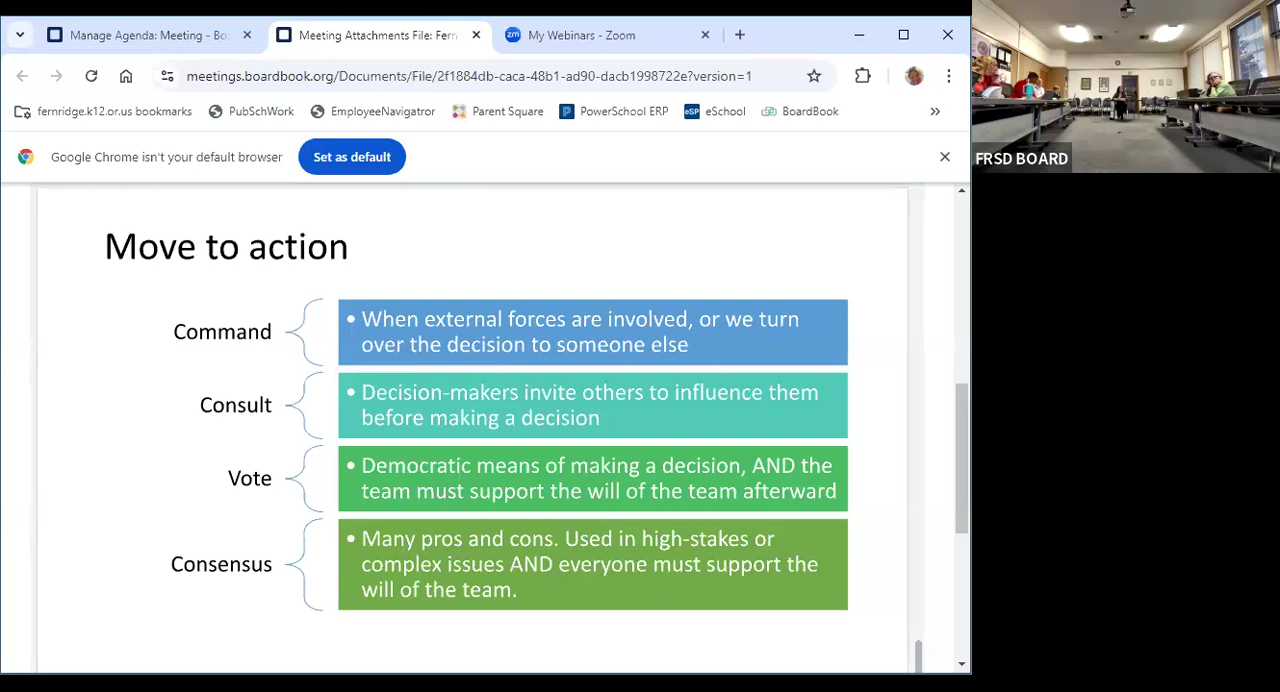 Manage Agenda: Meeting - Bo
Meeting Attachments File: Fern
My Webinars - Zoom
meetings.boardbook.org/Documents/File/2f1884db-caca-48b1-ad90-dacb1998722e?version=1
fernridge.k12.or.us bookmarks
PubSchWork
EmployeeNavigator
Parent Square
PowerSchool ERP
eSP
eSchool
BoardBook
Google Chrome isn't your default browser
Set as default
FRSD BOARD
Move to action
Command
• When external forces are involved, or we turn
over the decision to someone else
Consult
• Decision-makers invite others to influence them
before making a decision
Vote
• Democratic means of making a decision, AND the
team must support the will of the team afterward
Consensus
• Many pros and cons. Used in high-stakes or
complex issues AND everyone must support the
will of the team.